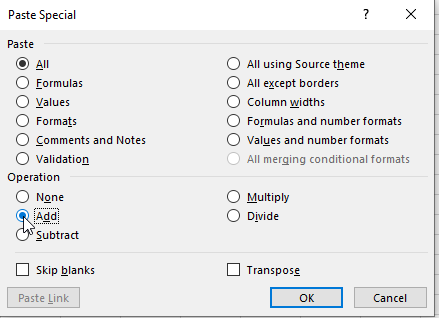 Paste Special ?
Paste
All All using Source theme
Formulas All except borders
Values Column widths
Formats Formulas and number formats
Comments and Notes Values and number formats
Validation All merging conditional formats
Operation
None Multiply
Add Divide
Subtract
Skip blanks Transpose
Paste Link OK Cancel